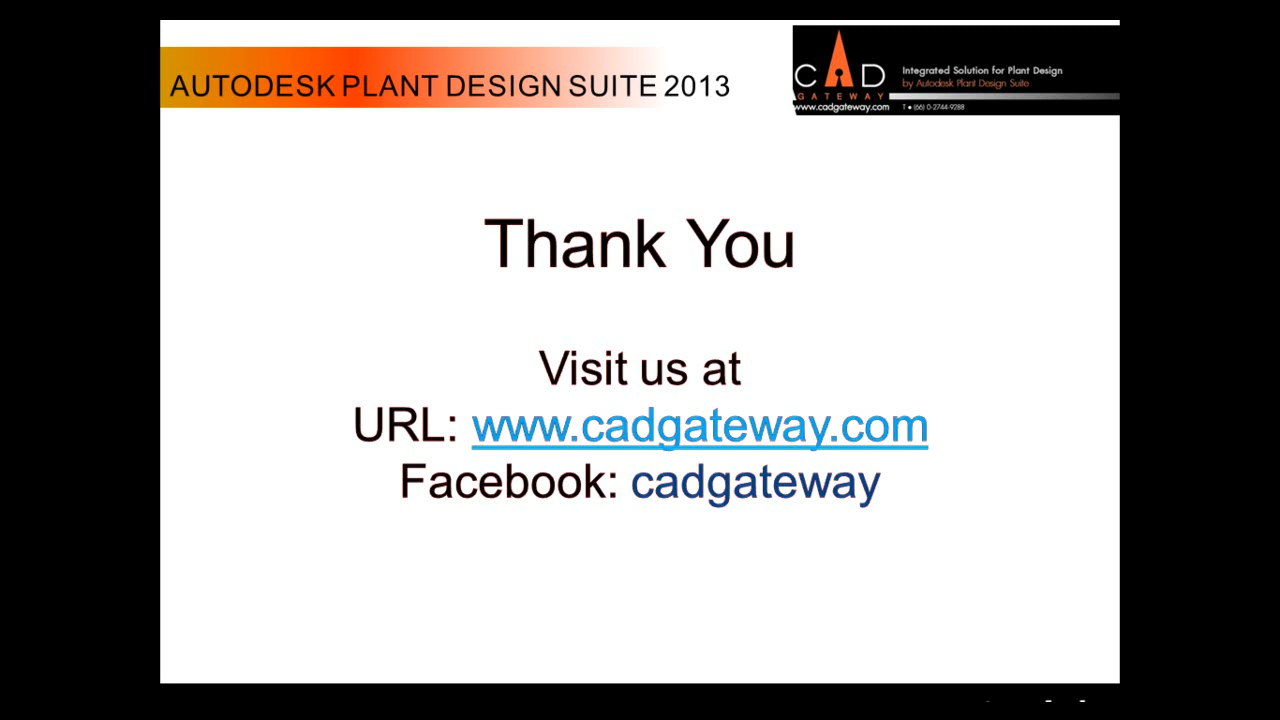 AUTODESK PLANT DESIGN SUITE 2013
CAD
GATEWAY
www.cadgateway.com
Integrated Solution for Plant Design
by Autodesk Plant Design Suite
T ● (66) 0-2744-9288
Thank You
Visit us at
URL: www.cadgateway.com
Facebook: cadgateway